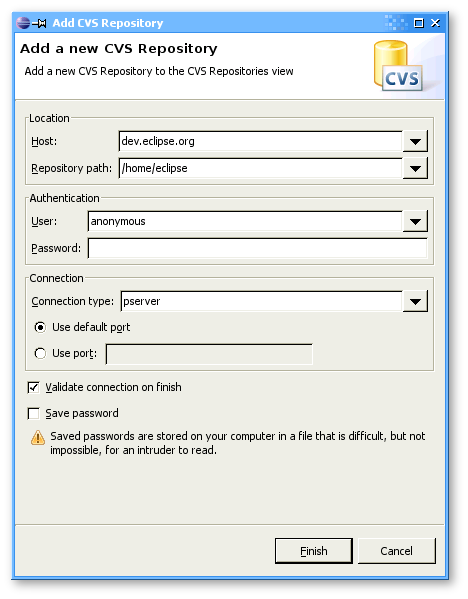 Add CVS Repository
Add a new CVS Repository
Add a new CVS Repository to the CVS Repositories view
CVS
Location
Host: dev.eclipse.org
Repository path: /home/eclipse
Authentication
User: anonymous
Password:
Connection
Connection type: pserver
Use default port
Use port:
Validate connection on finish
Save password
Saved passwords are stored on your computer in a file that is difficult, but not
impossible, for an intruder to read.
Finish Cancel